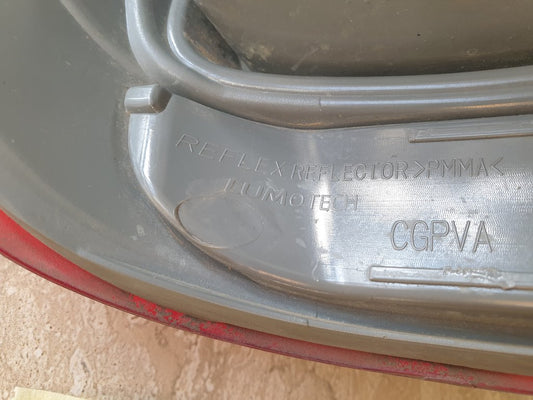 REFLEX REFLECTOR >PMMA<
LUMOTECH
CGPVA